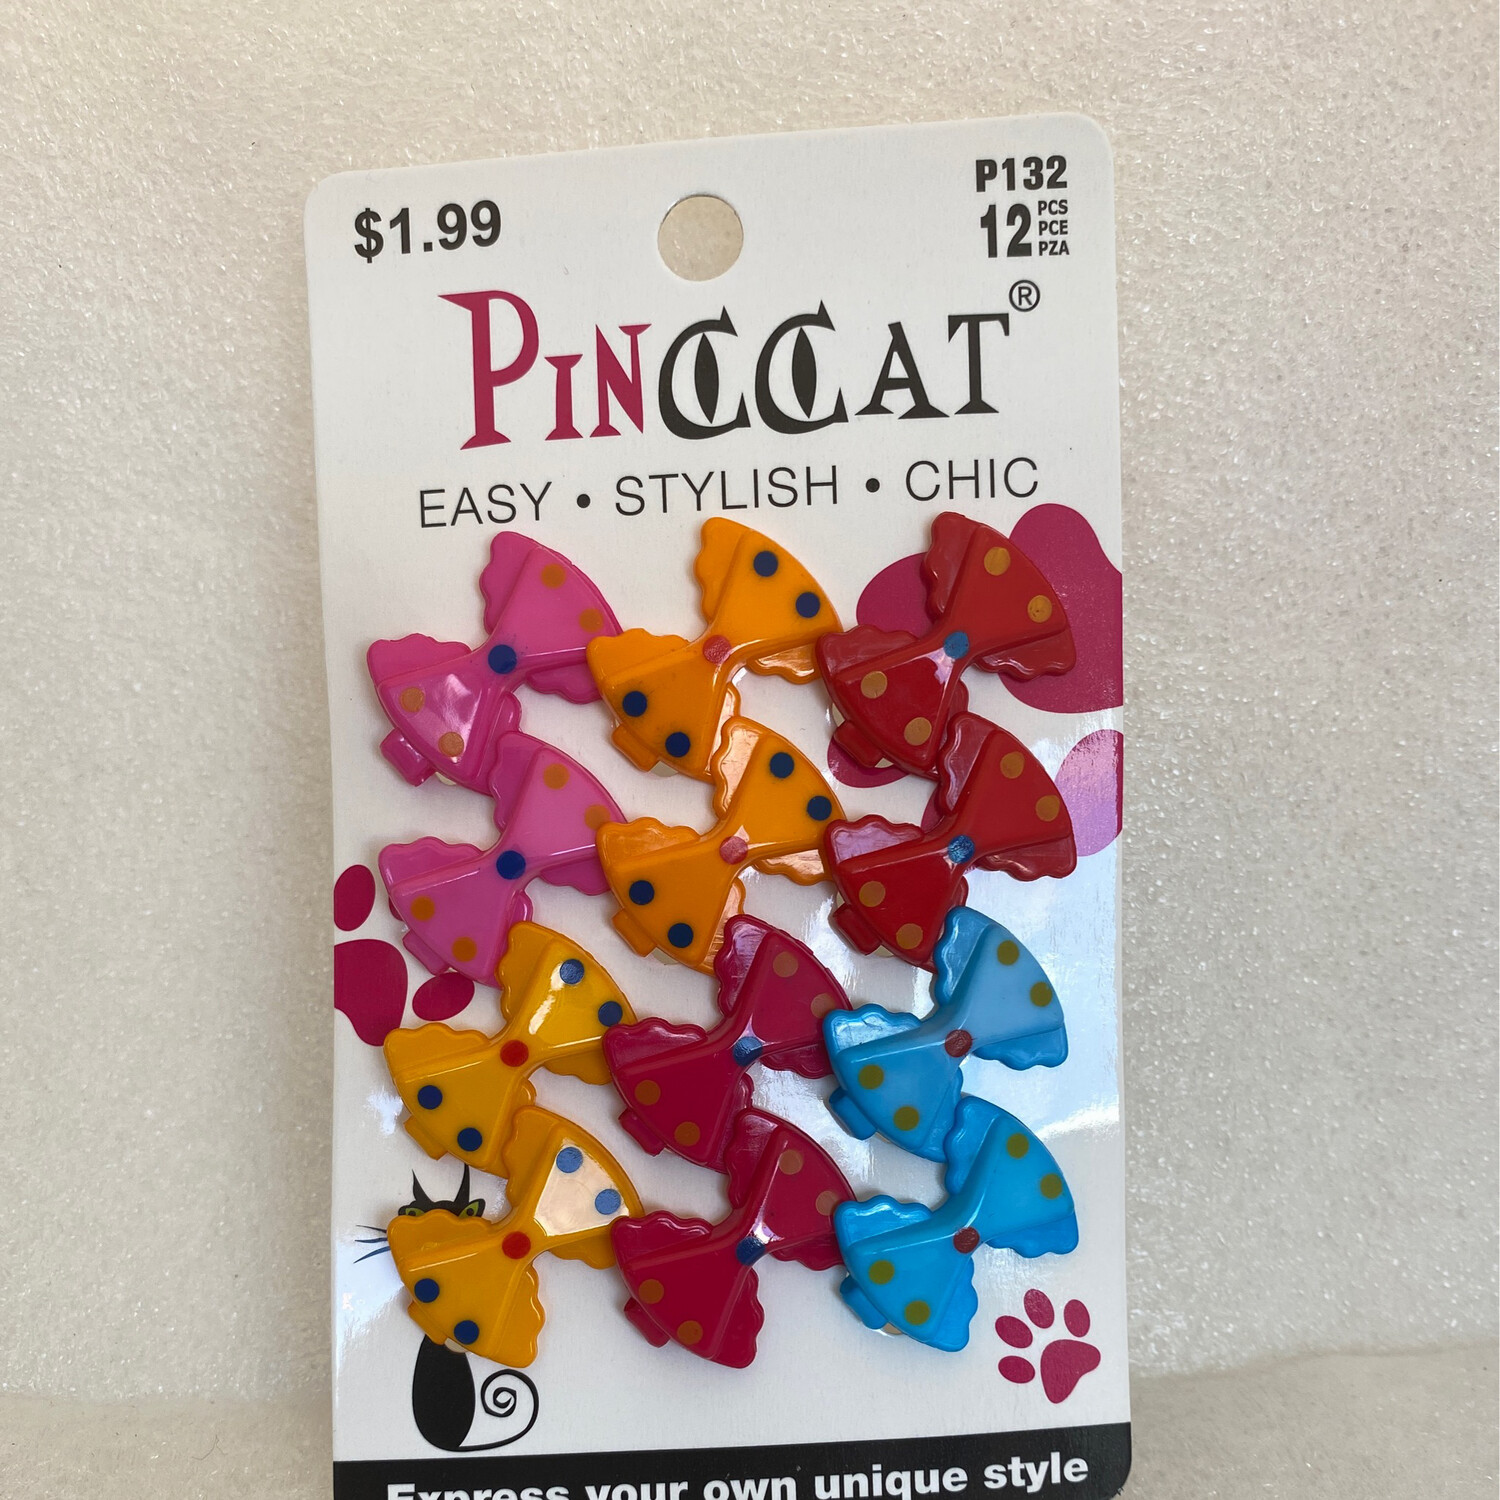 $1.99
P132
12 PCS
PCE
PZA
PINCCAT®
EASY • STYLISH • CHIC
Express your own unique style